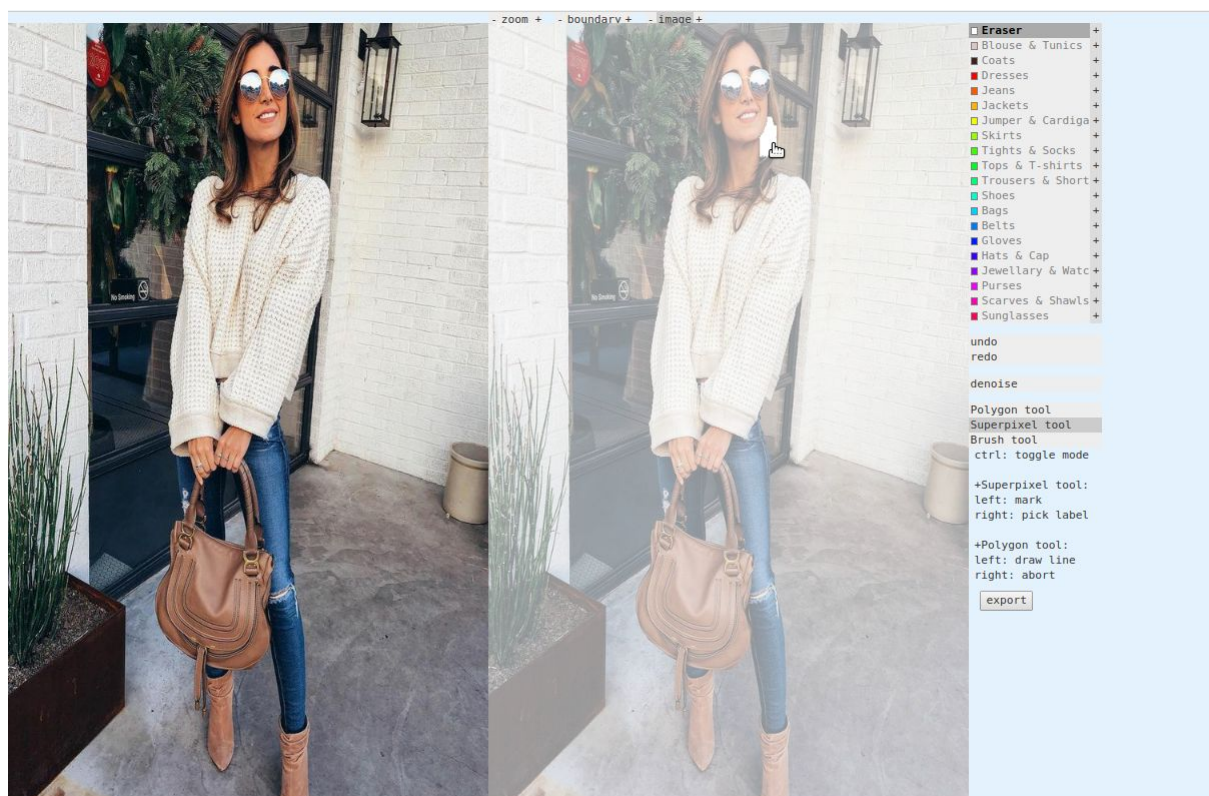 - zoom + - boundary + - image +
Eraser +
Blouse & Tunics +
Coats +
Dresses +
Jeans +
Jackets +
Jumper & Cardiga +
Skirts +
Tights & Socks +
Tops & T-shirts +
Trousers & Short +
Shoes +
Bags +
Belts +
Gloves +
Hats & Cap +
Jewellary & Watc +
Purses +
Scarves & Shawls +
Sunglasses +
undo
redo
denoise
Polygon tool
Superpixel tool
Brush tool
ctrl: toggle mode
+Superpixel tool:
left: mark
right: pick label
+Polygon tool:
left: draw line
right: abort
export
No Smoking
No Smoking